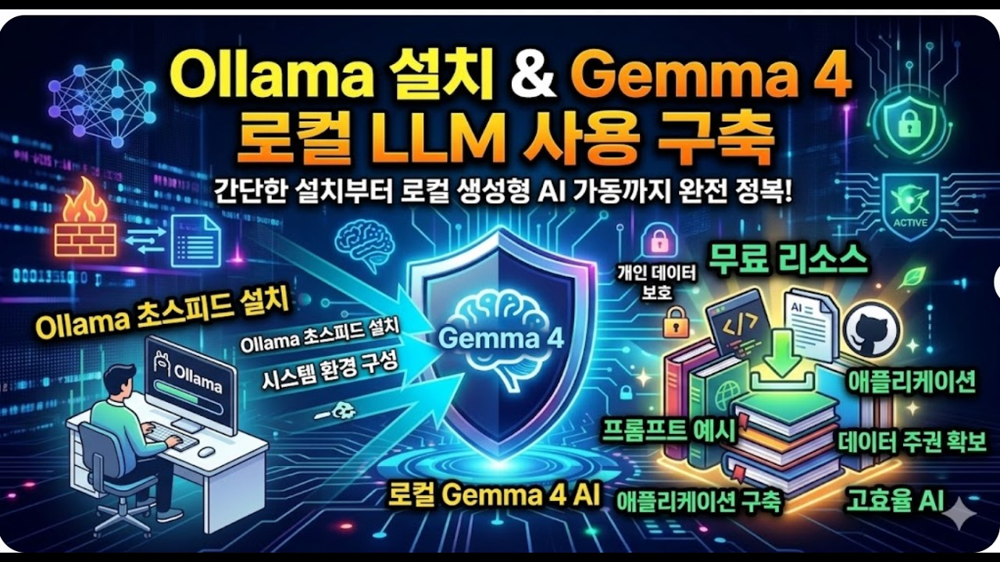 Ollama 설치 & Gemma 4
로컬 LLM 사용 구축
간단한 설치부터 로컬 생성형 AI 가동까지 완전 정복!
ACTIVE
개인 데이터
보호
무료 리소스
Ollama 초스피드 설치
Ollama 초스피드 설치
시스템 환경 구성
Ollama
Gemma 4
AI
</>
애플리케이션
프롬프트 예시
데이터 주권 확보
로컬 Gemma 4 AI
애플리케이션 구축
고효율 AI